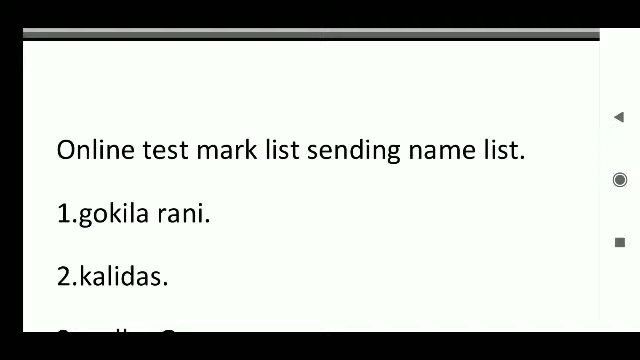 Online test mark list sending name list.
1.gokila rani.
2.kalidas.